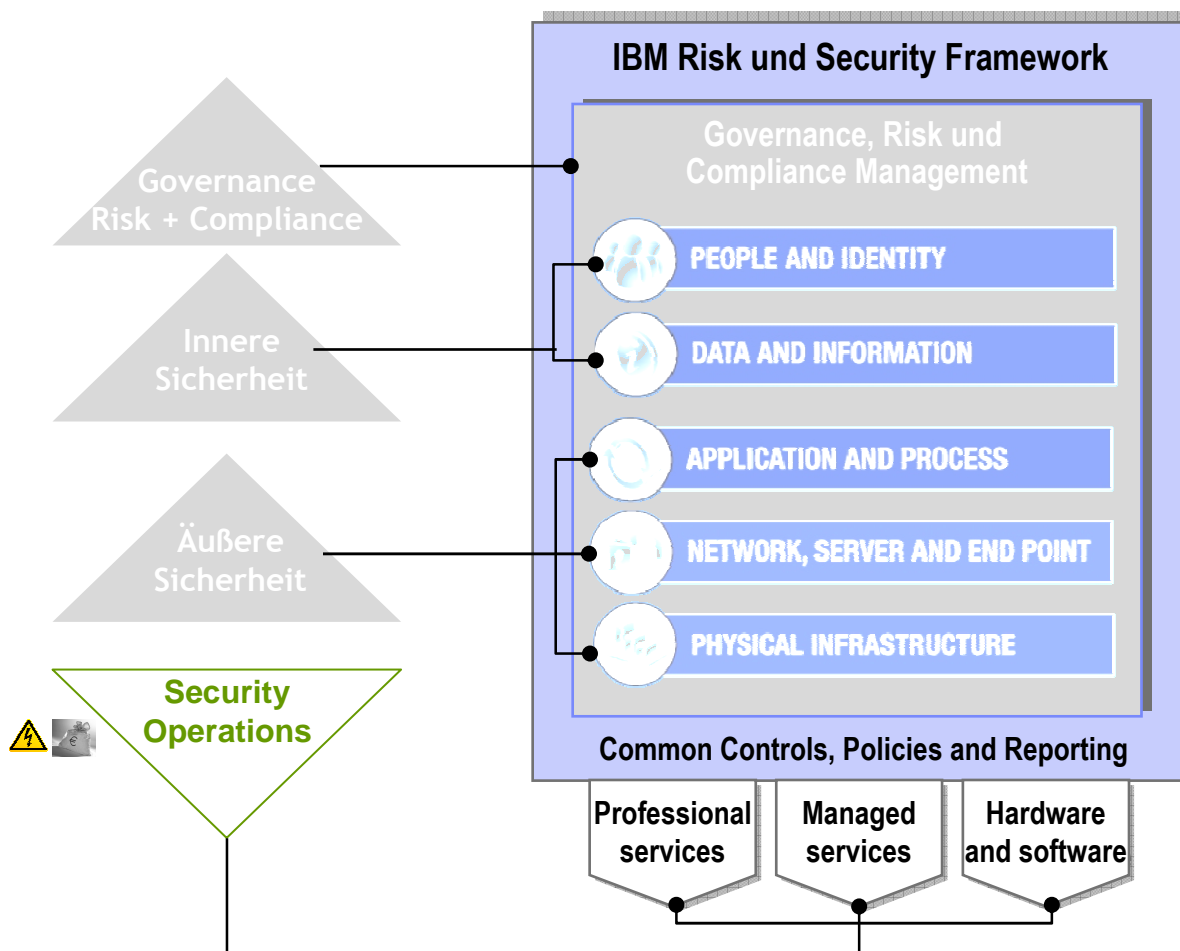 IBM Risk und Security Framework
Governance
Risk + Compliance
Innere
Sicherheit
Äußere
Sicherheit
Security
Operations
€
Governance, Risk und
Compliance Management
PEOPLE AND IDENTITY
DATA AND INFORMATION
APPLICATION AND PROCESS
NETWORK, SERVER AND END POINT
PHYSICAL INFRASTRUCTURE
Common Controls, Policies and Reporting
Professional
services
Managed
services
Hardware
and software